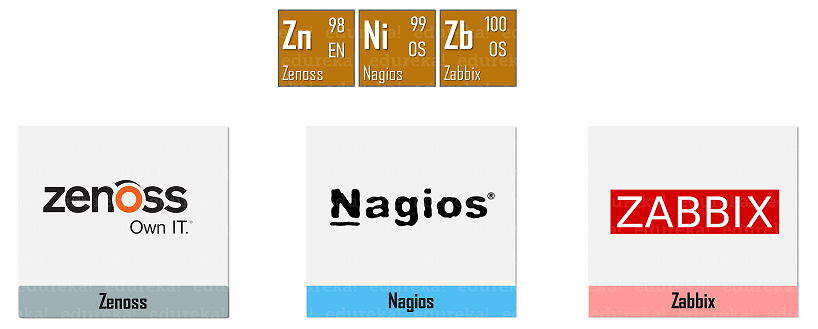 Zn 98 EN Zenoss
Ni 99 OS Nagios
Zb 100 OS Zabbix
edureka!
zenoss
Own IT.
Nagios®
ZABBIX
Zenoss
Nagios
Zabbix